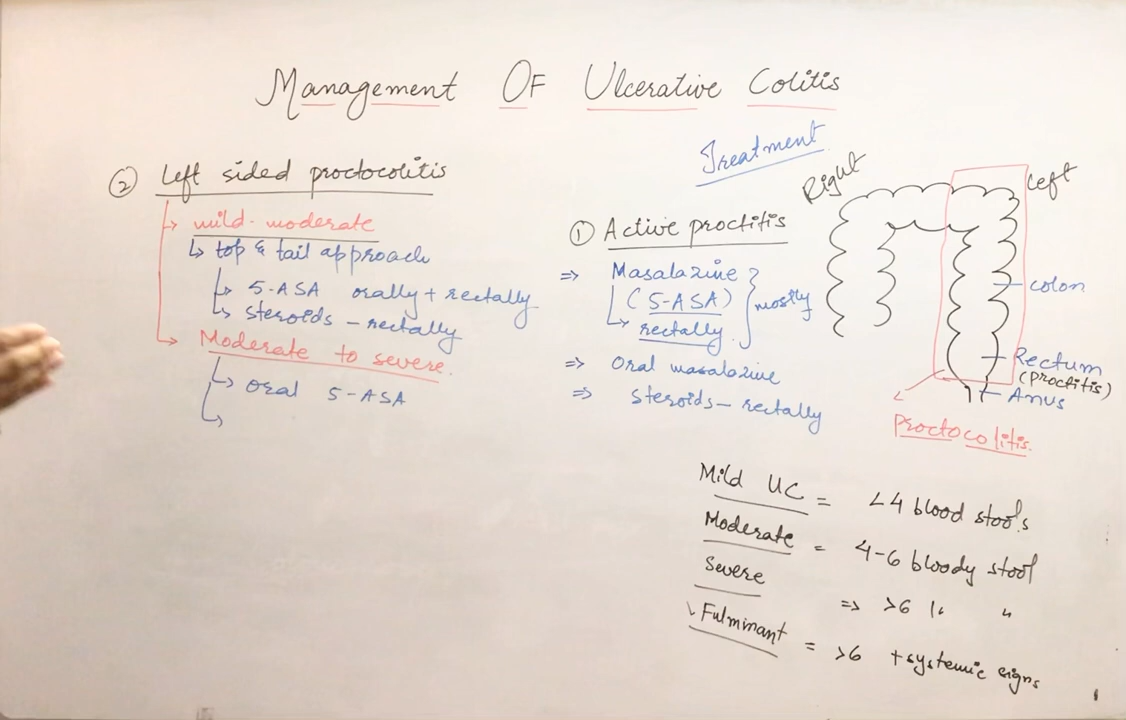 Management Of Ulcerative Colitis
② Left sided proctocolitis
mild-moderate
top & tail approach
5-ASA orally + rectally
steroids - rectally
Moderate to severe.
oral 5-ASA
Treatment
① Active proctitis
⇒ Masalazine
(5-ASA)
rectally
mostly
⇒ Oral masalazine
⇒ steroids - rectally
Right
Left
colon
Rectum
(proctitis)
Anus
Proctocolitis.
Mild UC = <4 blood stools
Moderate = 4-6 bloody stool
Severe ⇒ >6 " "
Fulminant = >6 + systemic signs